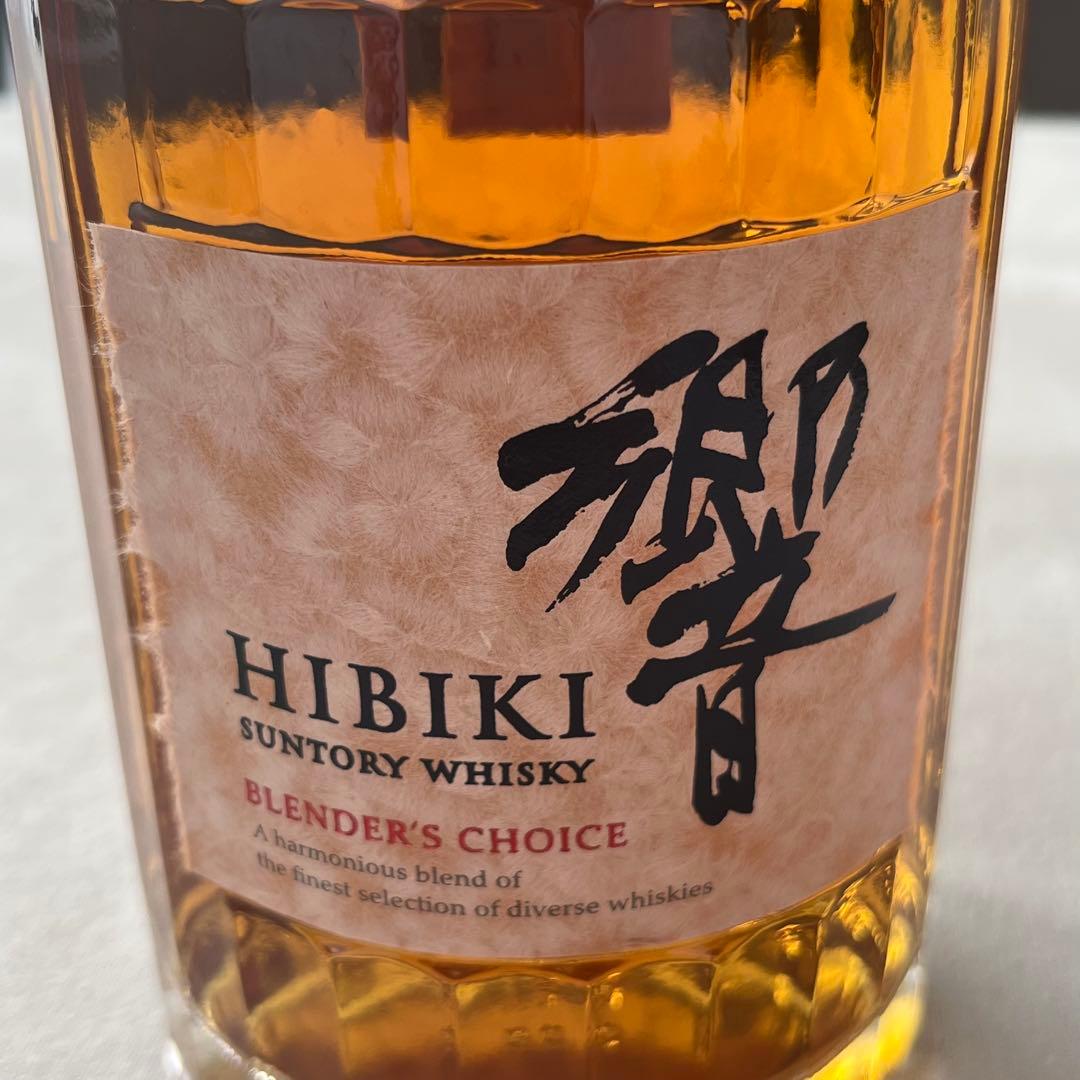 響
HIBIKI
SUNTORY WHISKY
BLENDER'S CHOICE
A harmonious blend of
the finest selection of diverse whiskies